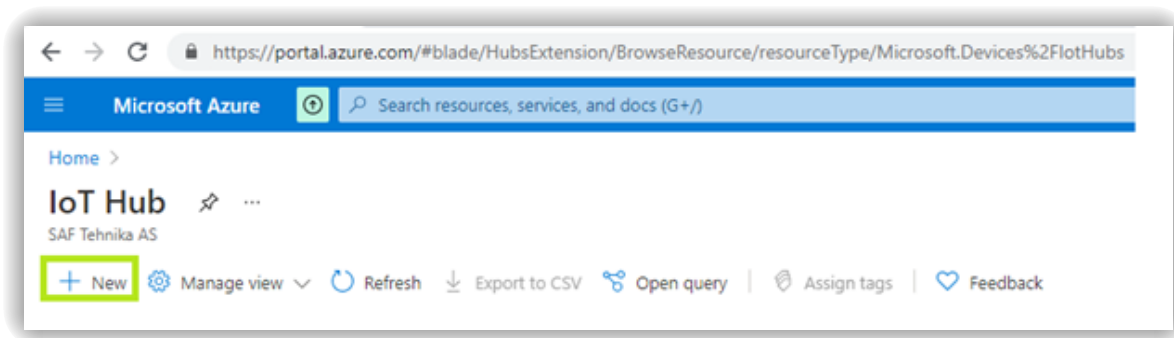 https://portal.azure.com/#blade/HubsExtension/BrowseResource/resourceType/Microsoft.Devices%2FIotHubs
Microsoft Azure Search resources, services, and docs (G+/)
Home >
IoT Hub ...
SAF Tehnika AS
+ New Manage view Refresh Export to CSV Open query Assign tags Feedback